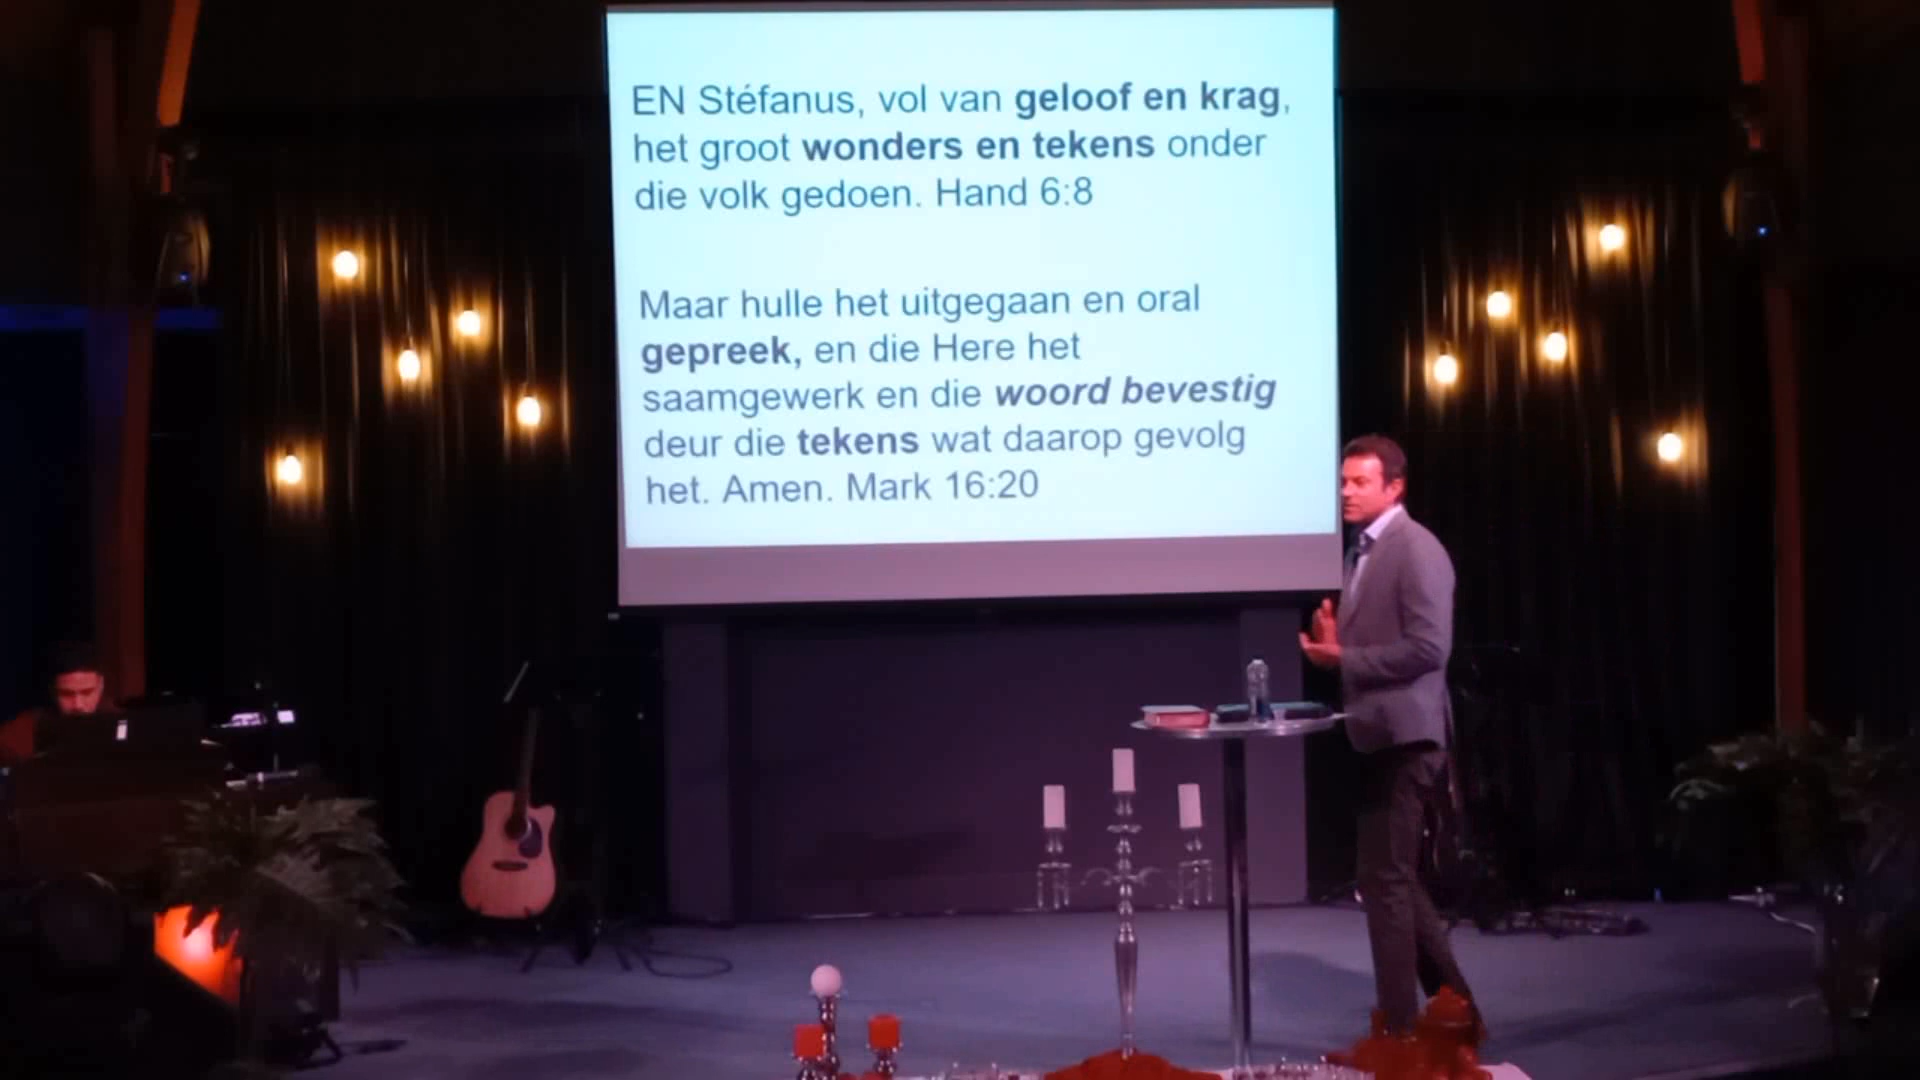 EN Stéfanus, vol van geloof en krag,
het groot wonders en tekens onder
die volk gedoen. Hand 6:8
Maar hulle het uitgegaan en oral
gepreek, en die Here het
saamgewerk en die woord bevestig
deur die tekens wat daarop gevolg
het. Amen. Mark 16:20